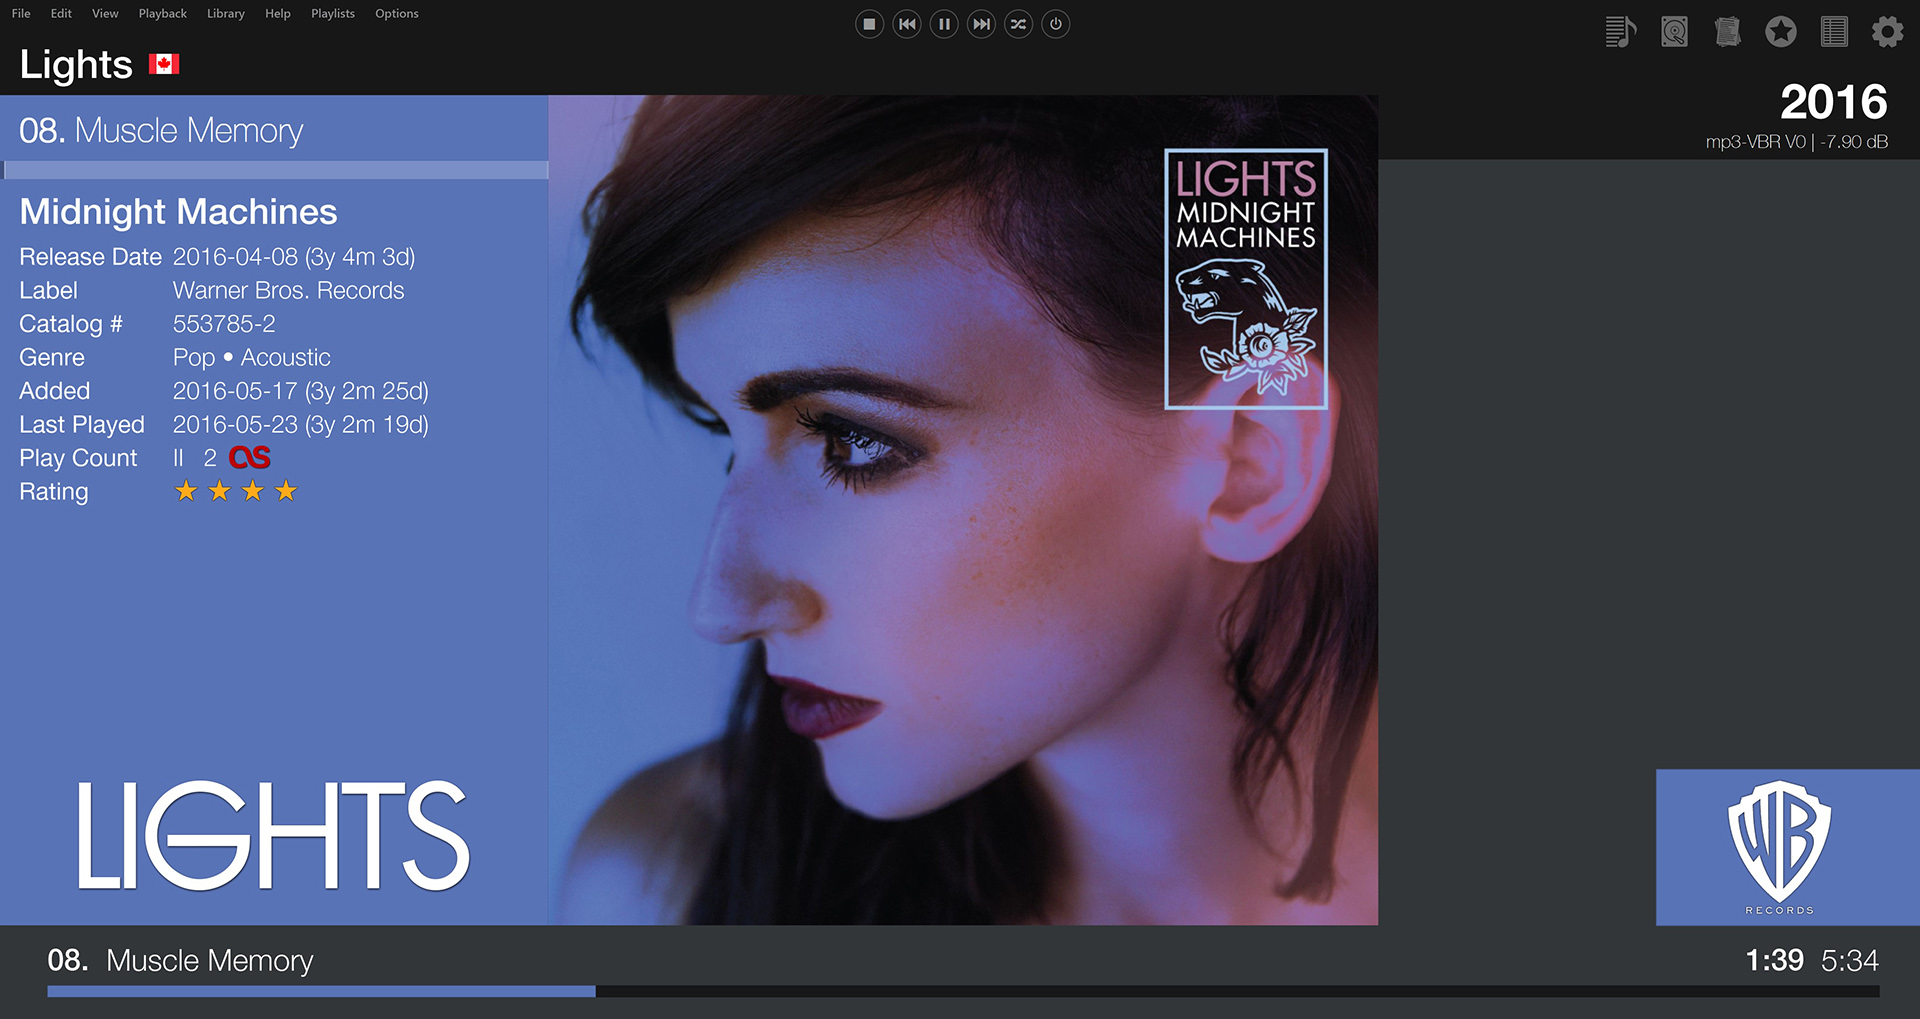 File Edit View Playback Library Help Playlists Options
Lights
2016
mp3-VBR V0 | -7.90 dB
08. Muscle Memory
Midnight Machines
Release Date 2016-04-08 (3y 4m 3d)
Label Warner Bros. Records
Catalog # 553785-2
Genre Pop • Acoustic
Added 2016-05-17 (3y 2m 25d)
Last Played 2016-05-23 (3y 2m 19d)
Play Count II 2 as
Rating ★ ★ ★ ★
LIGHTS
LIGHTS
MIDNIGHT
MACHINES
WB
RECORDS
08. Muscle Memory
1:39 5:34